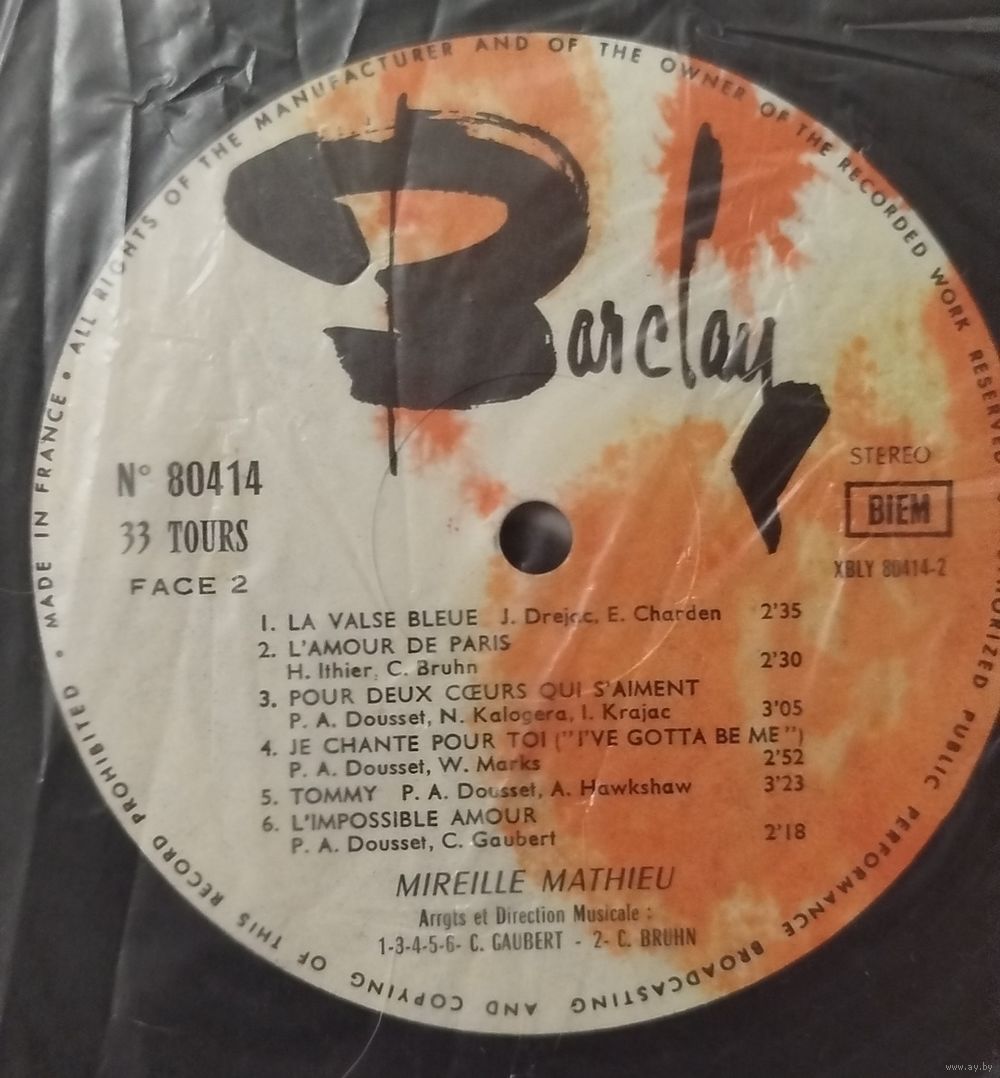 MADE IN FRANCE • ALL RIGHTS OF THE MANUFACTURER AND OF THE OWNER OF THE RECORDED WORK RESERVED
PUBLIC PERFORMANCE BROADCASTING AND COPYING OF THIS RECORD PROHIBITED •
Barclay
N° 80414
33 TOURS
FACE 2
STEREO
BIEM
XBLY 80414-2
1. LA VALSE BLEUE J. Drejac, E. Charden 2'35
2. L'AMOUR DE PARIS
H. Ithier, C. Bruhn 2'30
3. POUR DEUX CŒURS QUI S'AIMENT
P. A. Dousset, N. Kalogera, I. Krajac 3'05
4. JE CHANTE POUR TOI ("I'VE GOTTA BE ME")
P. A. Dousset, W. Marks 2'52
5. TOMMY P. A. Dousset, A. Hawkshaw 3'23
6. L'IMPOSSIBLE AMOUR
P. A. Dousset, C. Gaubert 2'18
MIREILLE MATHIEU
Arrgts et Direction Musicale :
1-3-4-5-6- C. GAUBERT - 2- C. BRUHN
www.ay.by